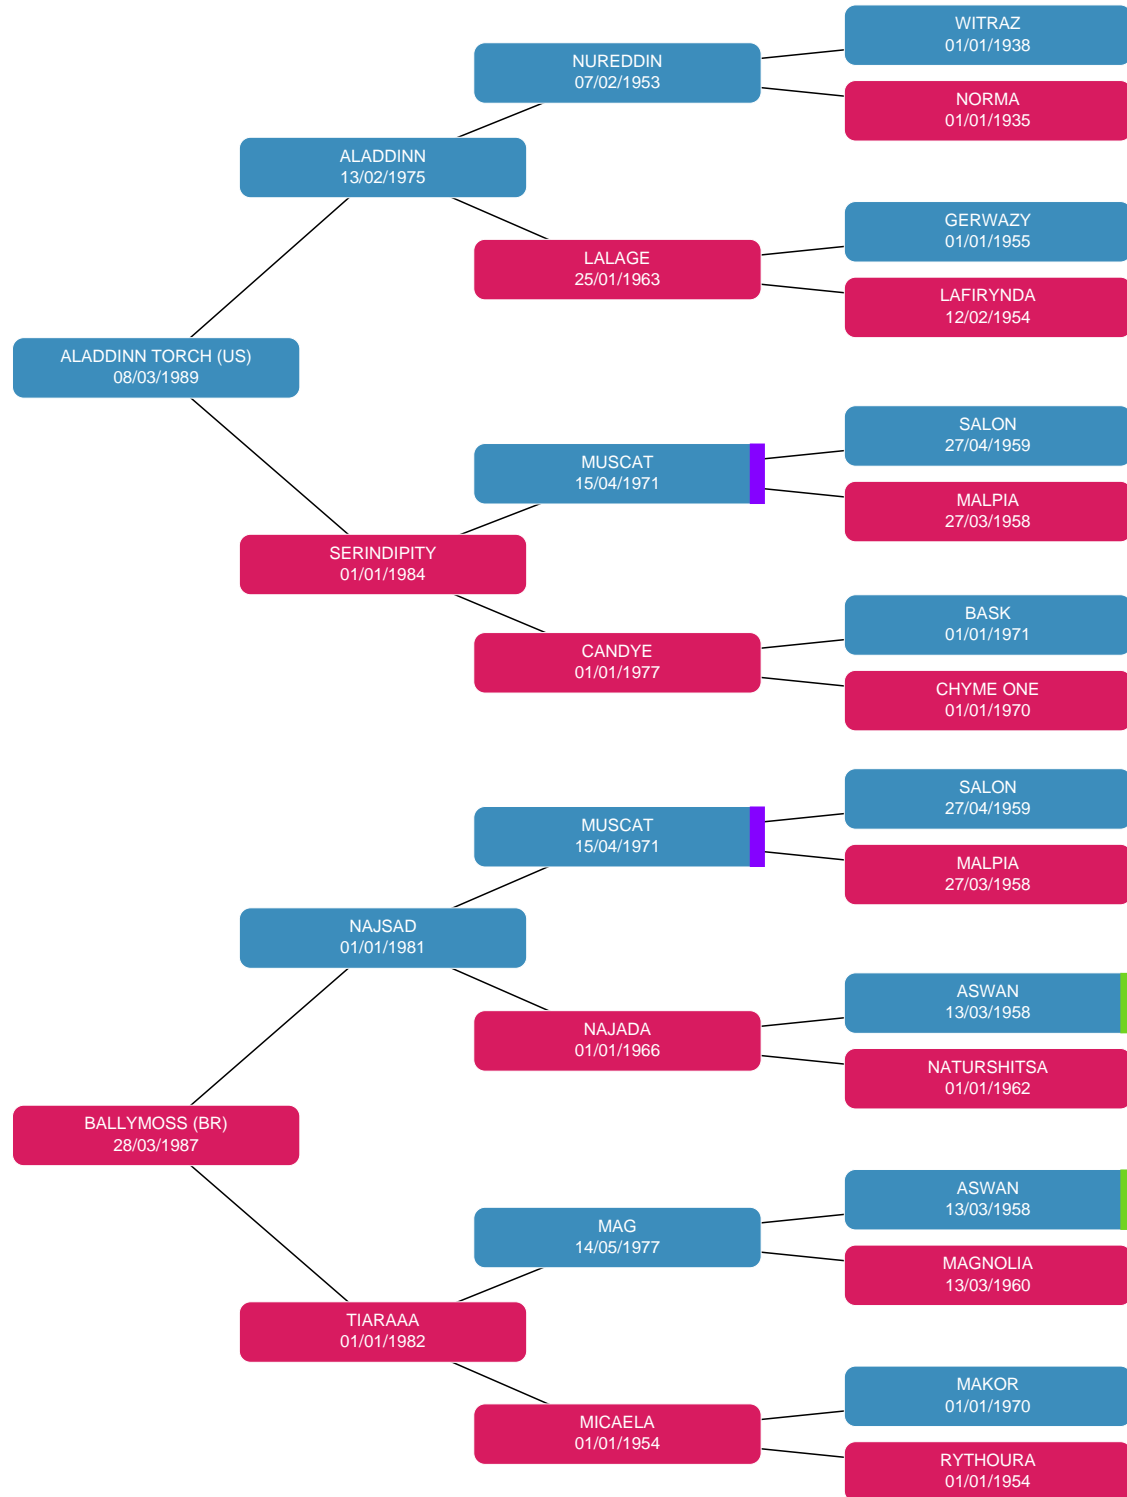 WITRAZ
01/01/1938
NUREDDIN
07/02/1953
NORMA
01/01/1935
ALADDINN
13/02/1975
GERWAZY
01/01/1955
LALAGE
25/01/1963
LAFIRYNDA
12/02/1954
ALADDINN TORCH (US)
08/03/1989
SALON
27/04/1959
MUSCAT
15/04/1971
MALPIA
27/03/1958
SERINDIPITY
01/01/1984
BASK
01/01/1971
CANDYE
01/01/1977
CHYME ONE
01/01/1970
SALON
27/04/1959
MUSCAT
15/04/1971
MALPIA
27/03/1958
NAJSAD
01/01/1981
ASWAN
13/03/1958
NAJADA
01/01/1966
NATURSHITSA
01/01/1962
BALLYMOSS (BR)
28/03/1987
ASWAN
13/03/1958
MAG
14/05/1977
MAGNOLIA
13/03/1960
TIARAAA
01/01/1982
MAKOR
01/01/1970
MICAELA
01/01/1954
RYTHOURA
01/01/1954